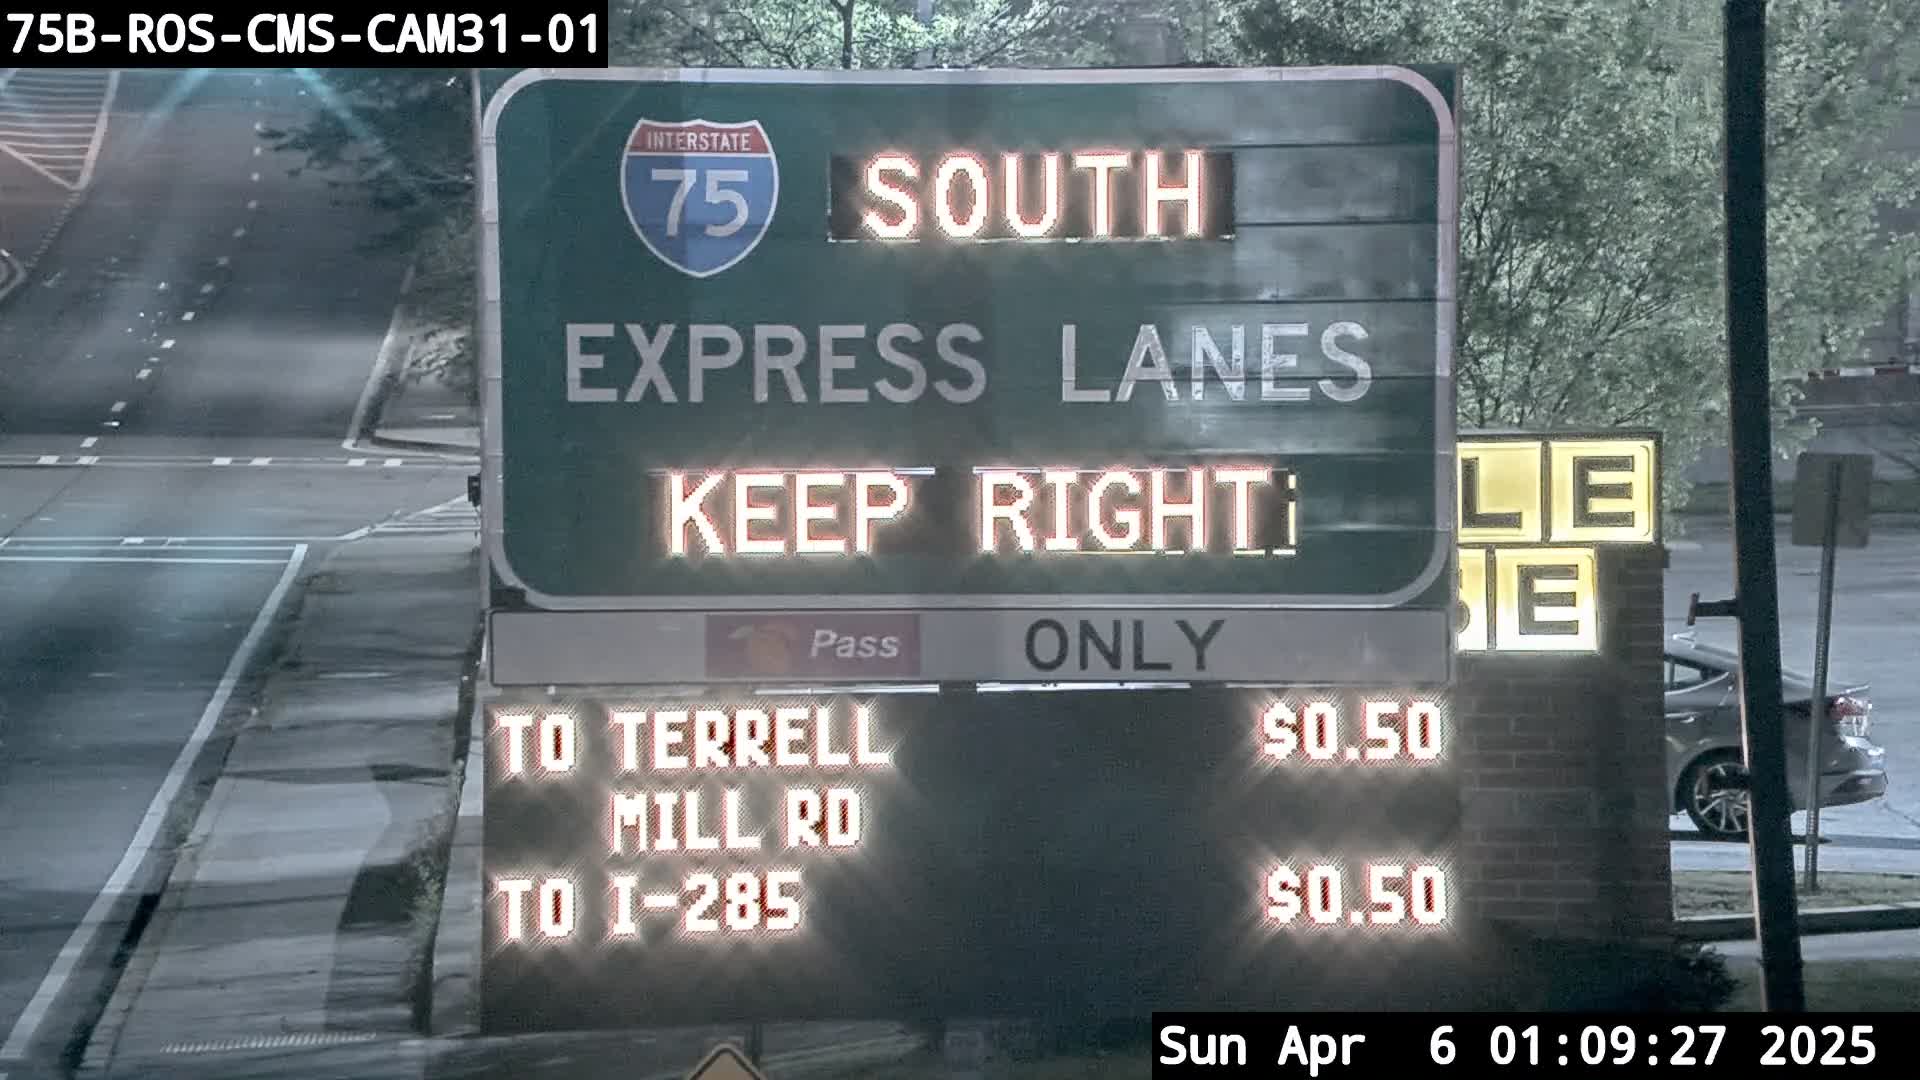 75B-ROS-CMS-CAM31-01
INTERSTATE
75
SOUTH
EXPRESS LANES
KEEP RIGHT
Pass ONLY
TO TERRELL $0.50
MILL RD
TO I-285 $0.50
LE
E
Sun Apr 6 01:09:27 2025